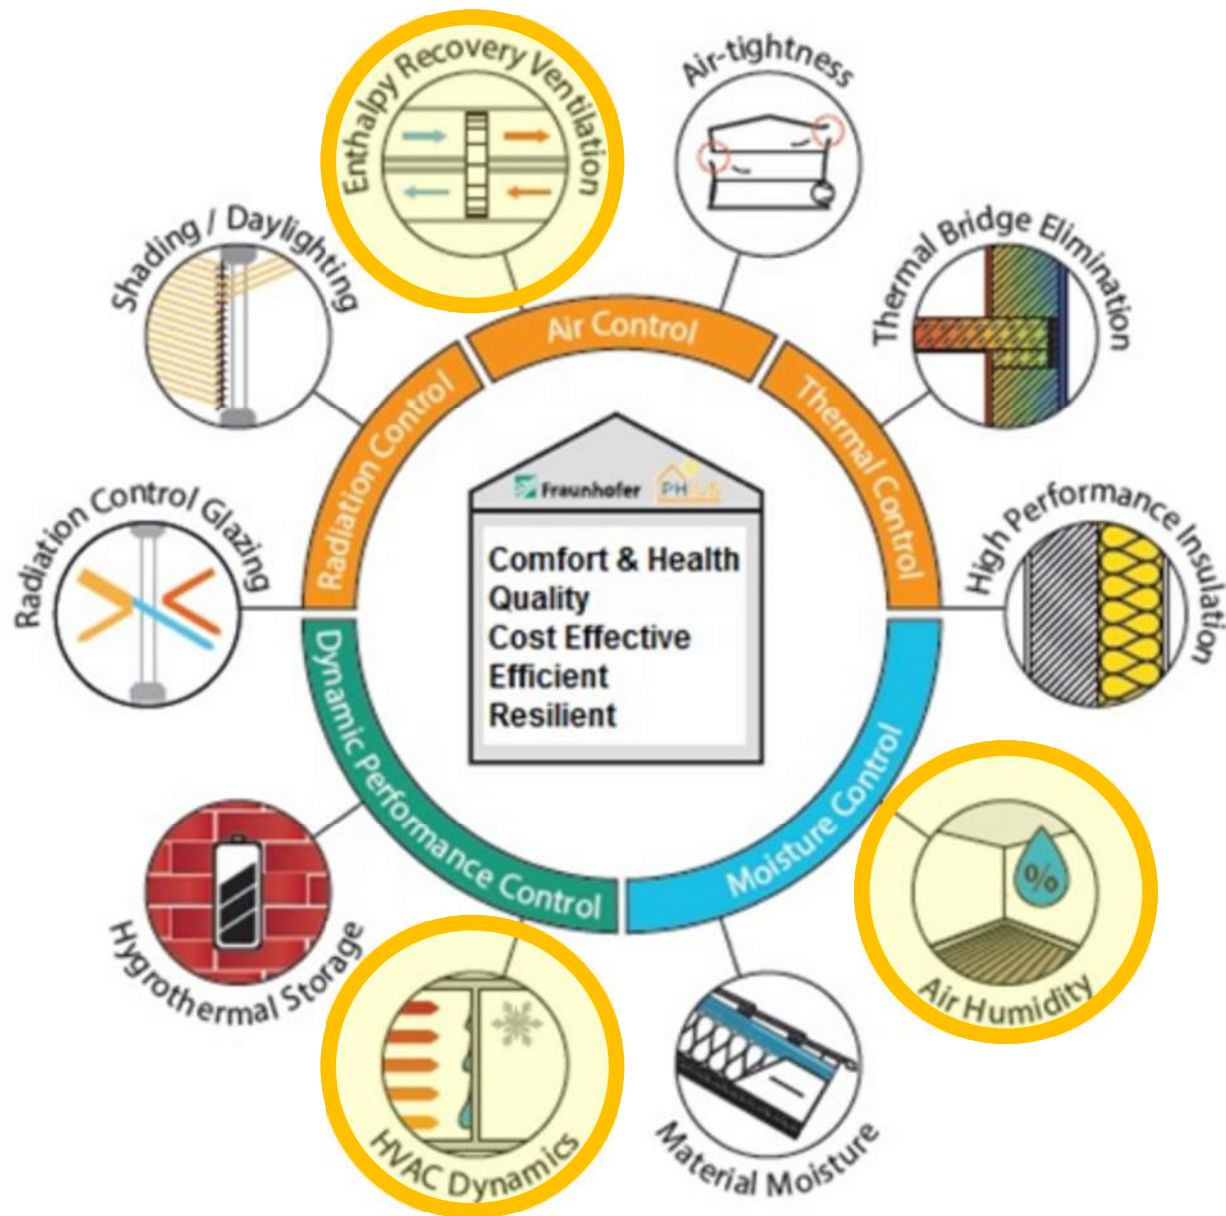 Enthalpy Recovery Ventilation
Air-tightness
Shading / Daylighting
Thermal Bridge Elimination
Air Control
Radiation Control
Thermal Control
Fraunhofer
Radiation Control Glazing
High Performance Insulation
Comfort & Health
Quality
Cost Effective
Efficient
Resilient
Dynamic Performance Control
Moisture Control
%
Hygrothermal Storage
Air Humidity
HVAC Dynamics
Material Moisture